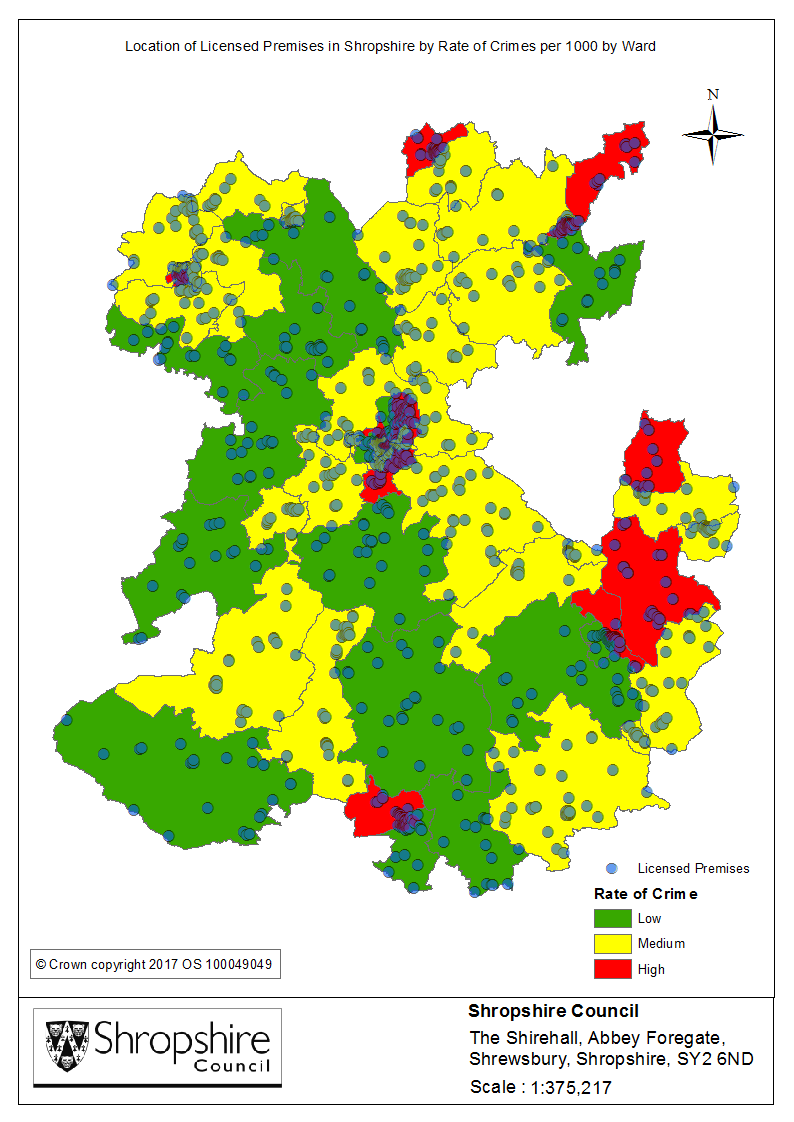 Location of Licensed Premises in Shropshire by Rate of Crimes per 1000 by Ward
N
Licensed Premises
Rate of Crime
Low
Medium
High
© Crown copyright 2017 OS 100049049
Shropshire
Council
Shropshire Council
The Shirehall, Abbey Foregate,
Shrewsbury, Shropshire, SY2 6ND
Scale : 1:375,217